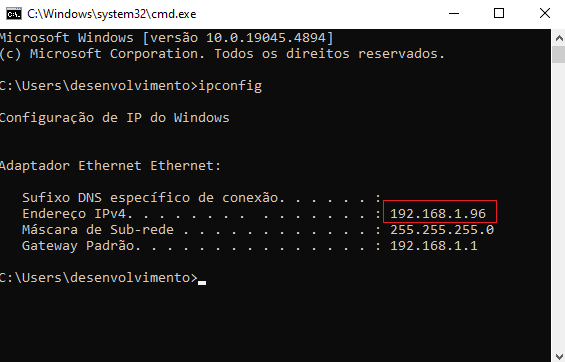 C:\Windows\system32\cmd.exe
Microsoft Windows [versão 10.0.19045.4894]
(c) Microsoft Corporation. Todos os direitos reservados.
C:\Users\desenvolvimento>ipconfig
Configuração de IP do Windows
Adaptador Ethernet Ethernet:
Sufixo DNS específico de conexão. . . . . . :
Endereço IPv4. . . . . . . . . . . . . . . . : 192.168.1.96
Máscara de Sub-rede . . . . . . . . . . . . : 255.255.255.0
Gateway Padrão. . . . . . . . . . . . . . . : 192.168.1.1
C:\Users\desenvolvimento>